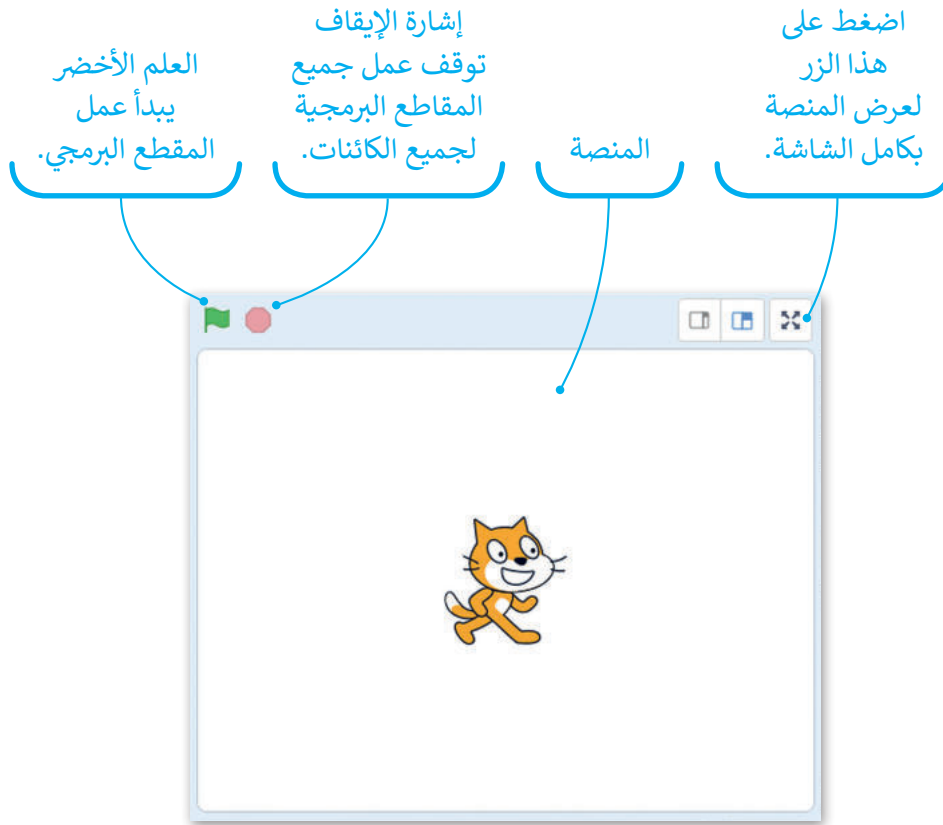 اضغط على
هذا الزر
لعرض المنصة
بكامل الشاشة.
المنصة
إشارة الإيقاف
توقف عمل جميع
المقاطع البرمجية
لجميع الكائنات.
العلم الأخضر
يبدأ عمل
المقطع البرمجي.